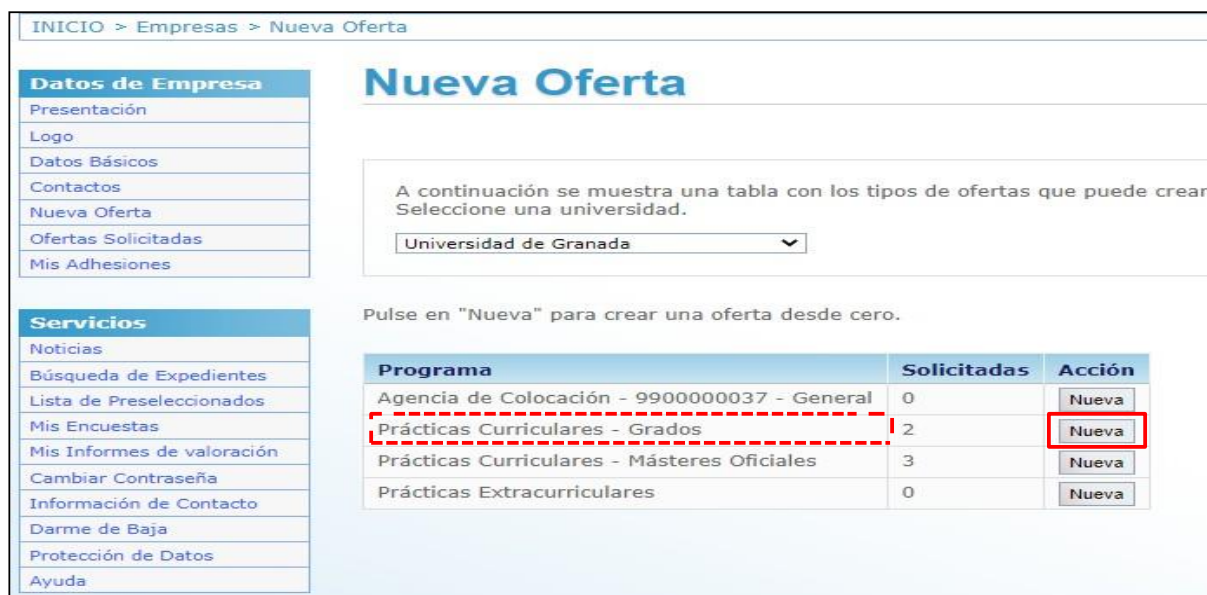 INICIO > Empresas > Nueva Oferta
Datos de Empresa
Presentación
Logo
Datos Básicos
Contactos
Nueva Oferta
Ofertas Solicitadas
Mis Adhesiones
Servicios
Noticias
Búsqueda de Expedientes
Lista de Preseleccionados
Mis Encuestas
Mis Informes de valoración
Cambiar Contraseña
Información de Contacto
Darme de Baja
Protección de Datos
Ayuda
Nueva Oferta
A continuación se muestra una tabla con los tipos de ofertas que puede crear
Seleccione una universidad.
Universidad de Granada
Pulse en "Nueva" para crear una oferta desde cero.
Programa Solicitadas Acción
Agencia de Colocación - 9900000037 - General 0 Nueva
Prácticas Curriculares - Grados 2 Nueva
Prácticas Curriculares - Másteres Oficiales 3 Nueva
Prácticas Extracurriculares 0 Nueva